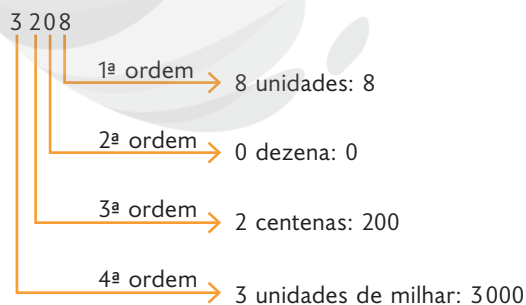 3 208
1ª ordem
8 unidades: 8
2ª ordem
0 dezena: 0
3ª ordem
2 centenas: 200
4ª ordem
3 unidades de milhar: 3000